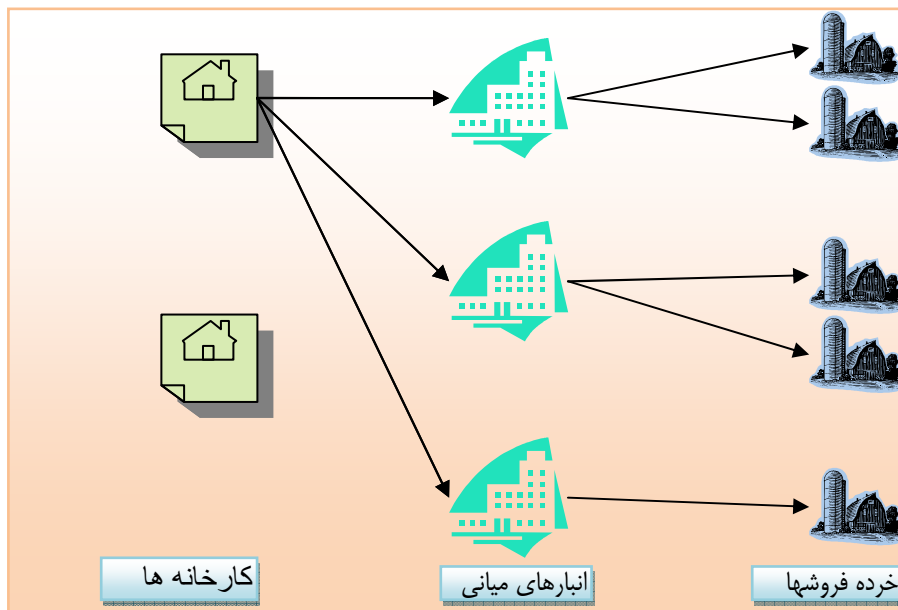 کارخانه ها
انبارهای میانی
خرده فروشها